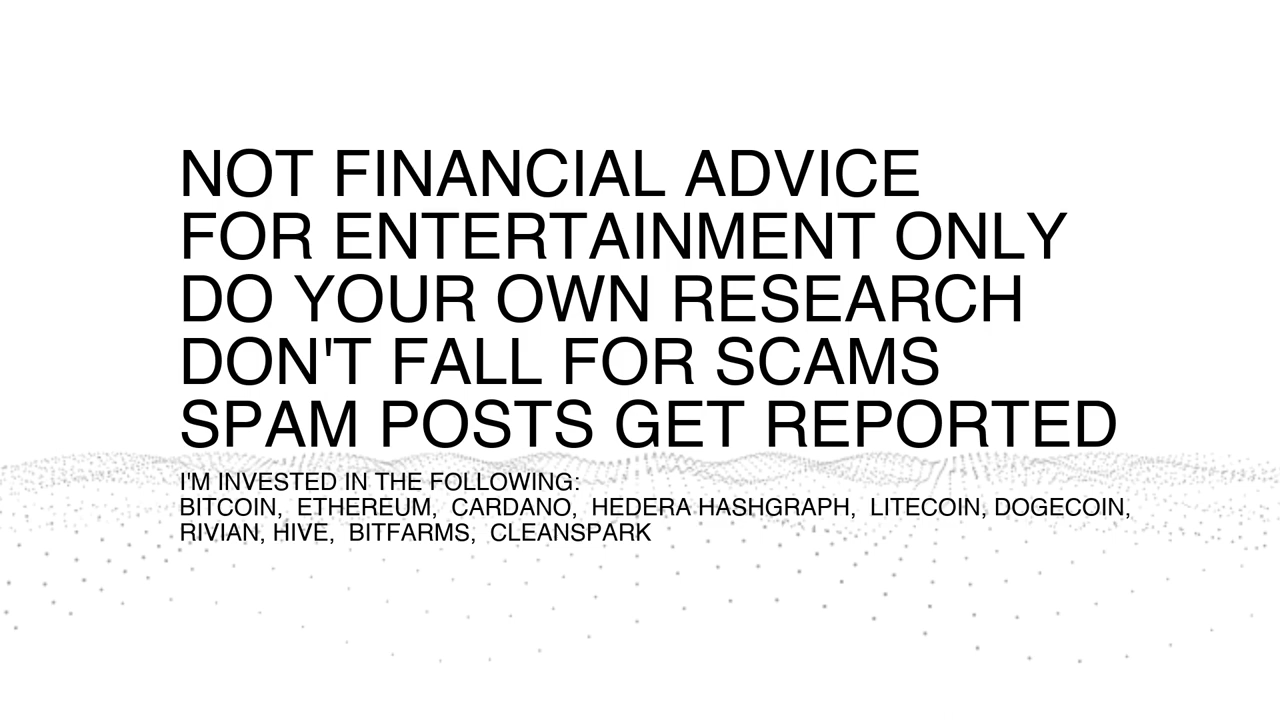 NOT FINANCIAL ADVICE
FOR ENTERTAINMENT ONLY
DO YOUR OWN RESEARCH
DON'T FALL FOR SCAMS
SPAM POSTS GET REPORTED
I'M INVESTED IN THE FOLLOWING:
BITCOIN, ETHEREUM, CARDANO, HEDERA HASHGRAPH, LITECOIN, DOGECOIN,
RIVIAN, HIVE, BITFARMS, CLEANSPARK